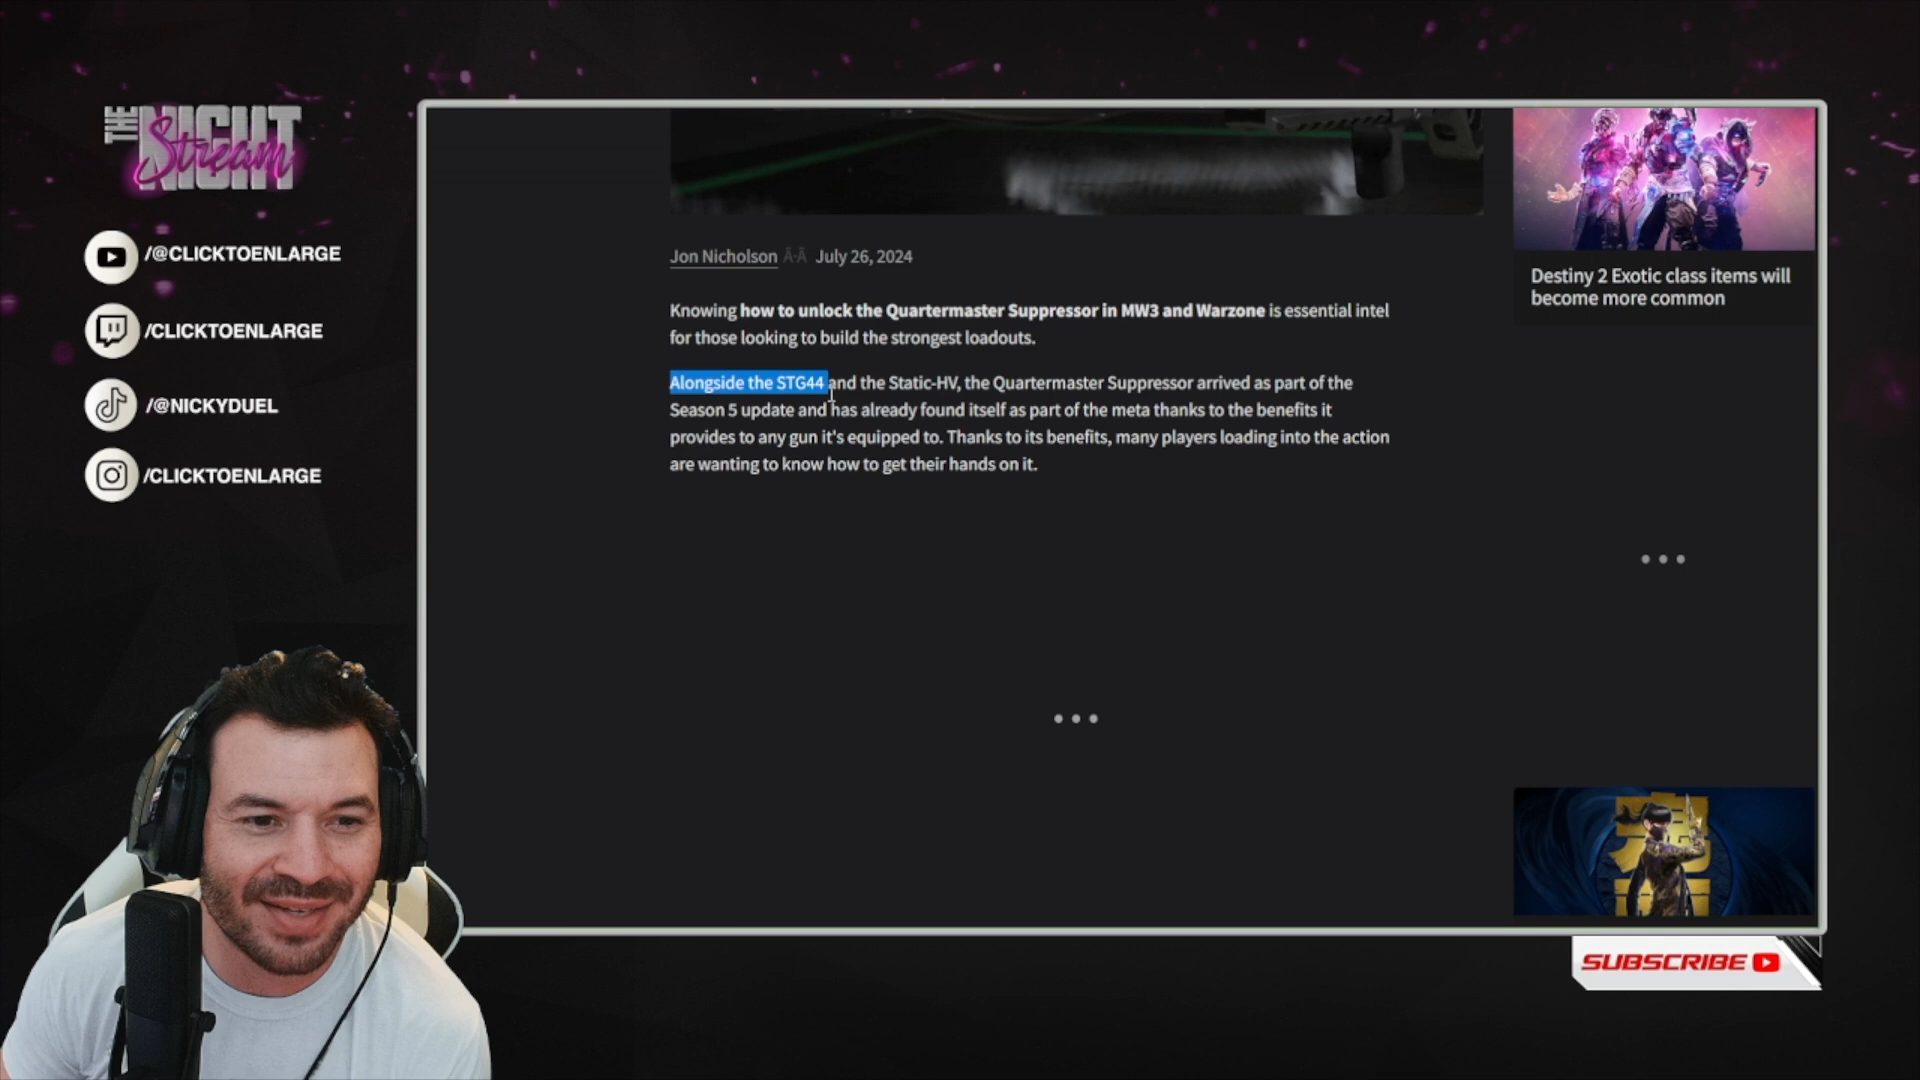 THE NIGHT
Stream
/@CLICKTOENLARGE
/CLICKTOENLARGE
/@NICKYDUEL
/CLICKTOENLARGE
Jon Nicholson Â·Â July 26, 2024
Knowing how to unlock the Quartermaster Suppressor in MW3 and Warzone is essential intel
for those looking to build the strongest loadouts.
Alongside the STG44 and the Static-HV, the Quartermaster Suppressor arrived as part of the
Season 5 update and has already found itself as part of the meta thanks to the benefits it
provides to any gun it's equipped to. Thanks to its benefits, many players loading into the action
are wanting to know how to get their hands on it.
Destiny 2 Exotic class items will
become more common
SUBSCRIBE